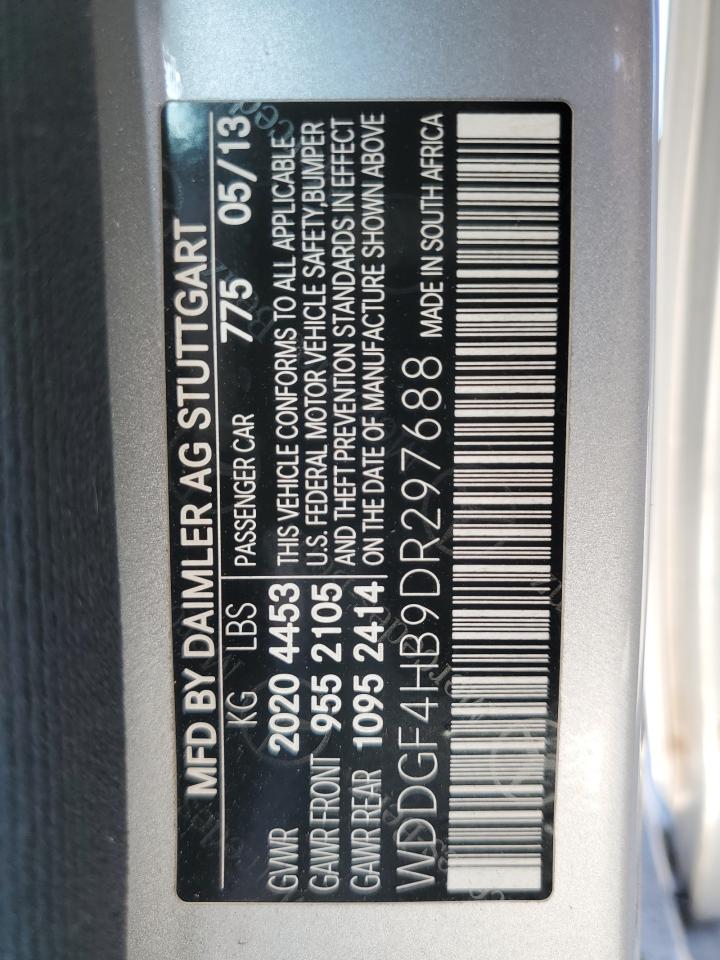 MFD BY DAIMLER AG STUTTGART
KG LBS PASSENGER CAR 775 05/13
GVWR 2020 4453 THIS VEHICLE CONFORMS TO ALL APPLICABLE
GAWR FRONT 955 2105 U.S. FEDERAL MOTOR VEHICLE SAFETY,BUMPER
AND THEFT PREVENTION STANDARDS IN EFFECT
GAWR REAR 1095 2414 ON THE DATE OF MANUFACTURE SHOWN ABOVE
WDDGF4HB9DR297688 MADE IN SOUTH AFRICA